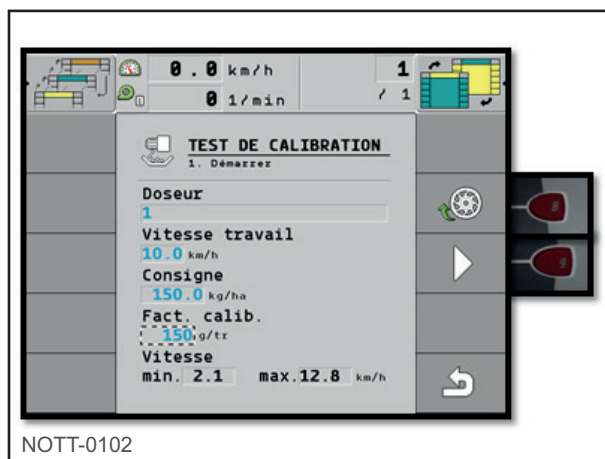 0.0 km/h
1
0 1/min
/ 1
1
TEST DE CALIBRATION
1. Démarrer
Doseur
1
Vitesse travail
10.0 km/h
Consigne
150.0 kg/ha
Fact. calib.
150 g/tr
Vitesse
min. 2.1 max. 12.8 km/h
NOTT-0102